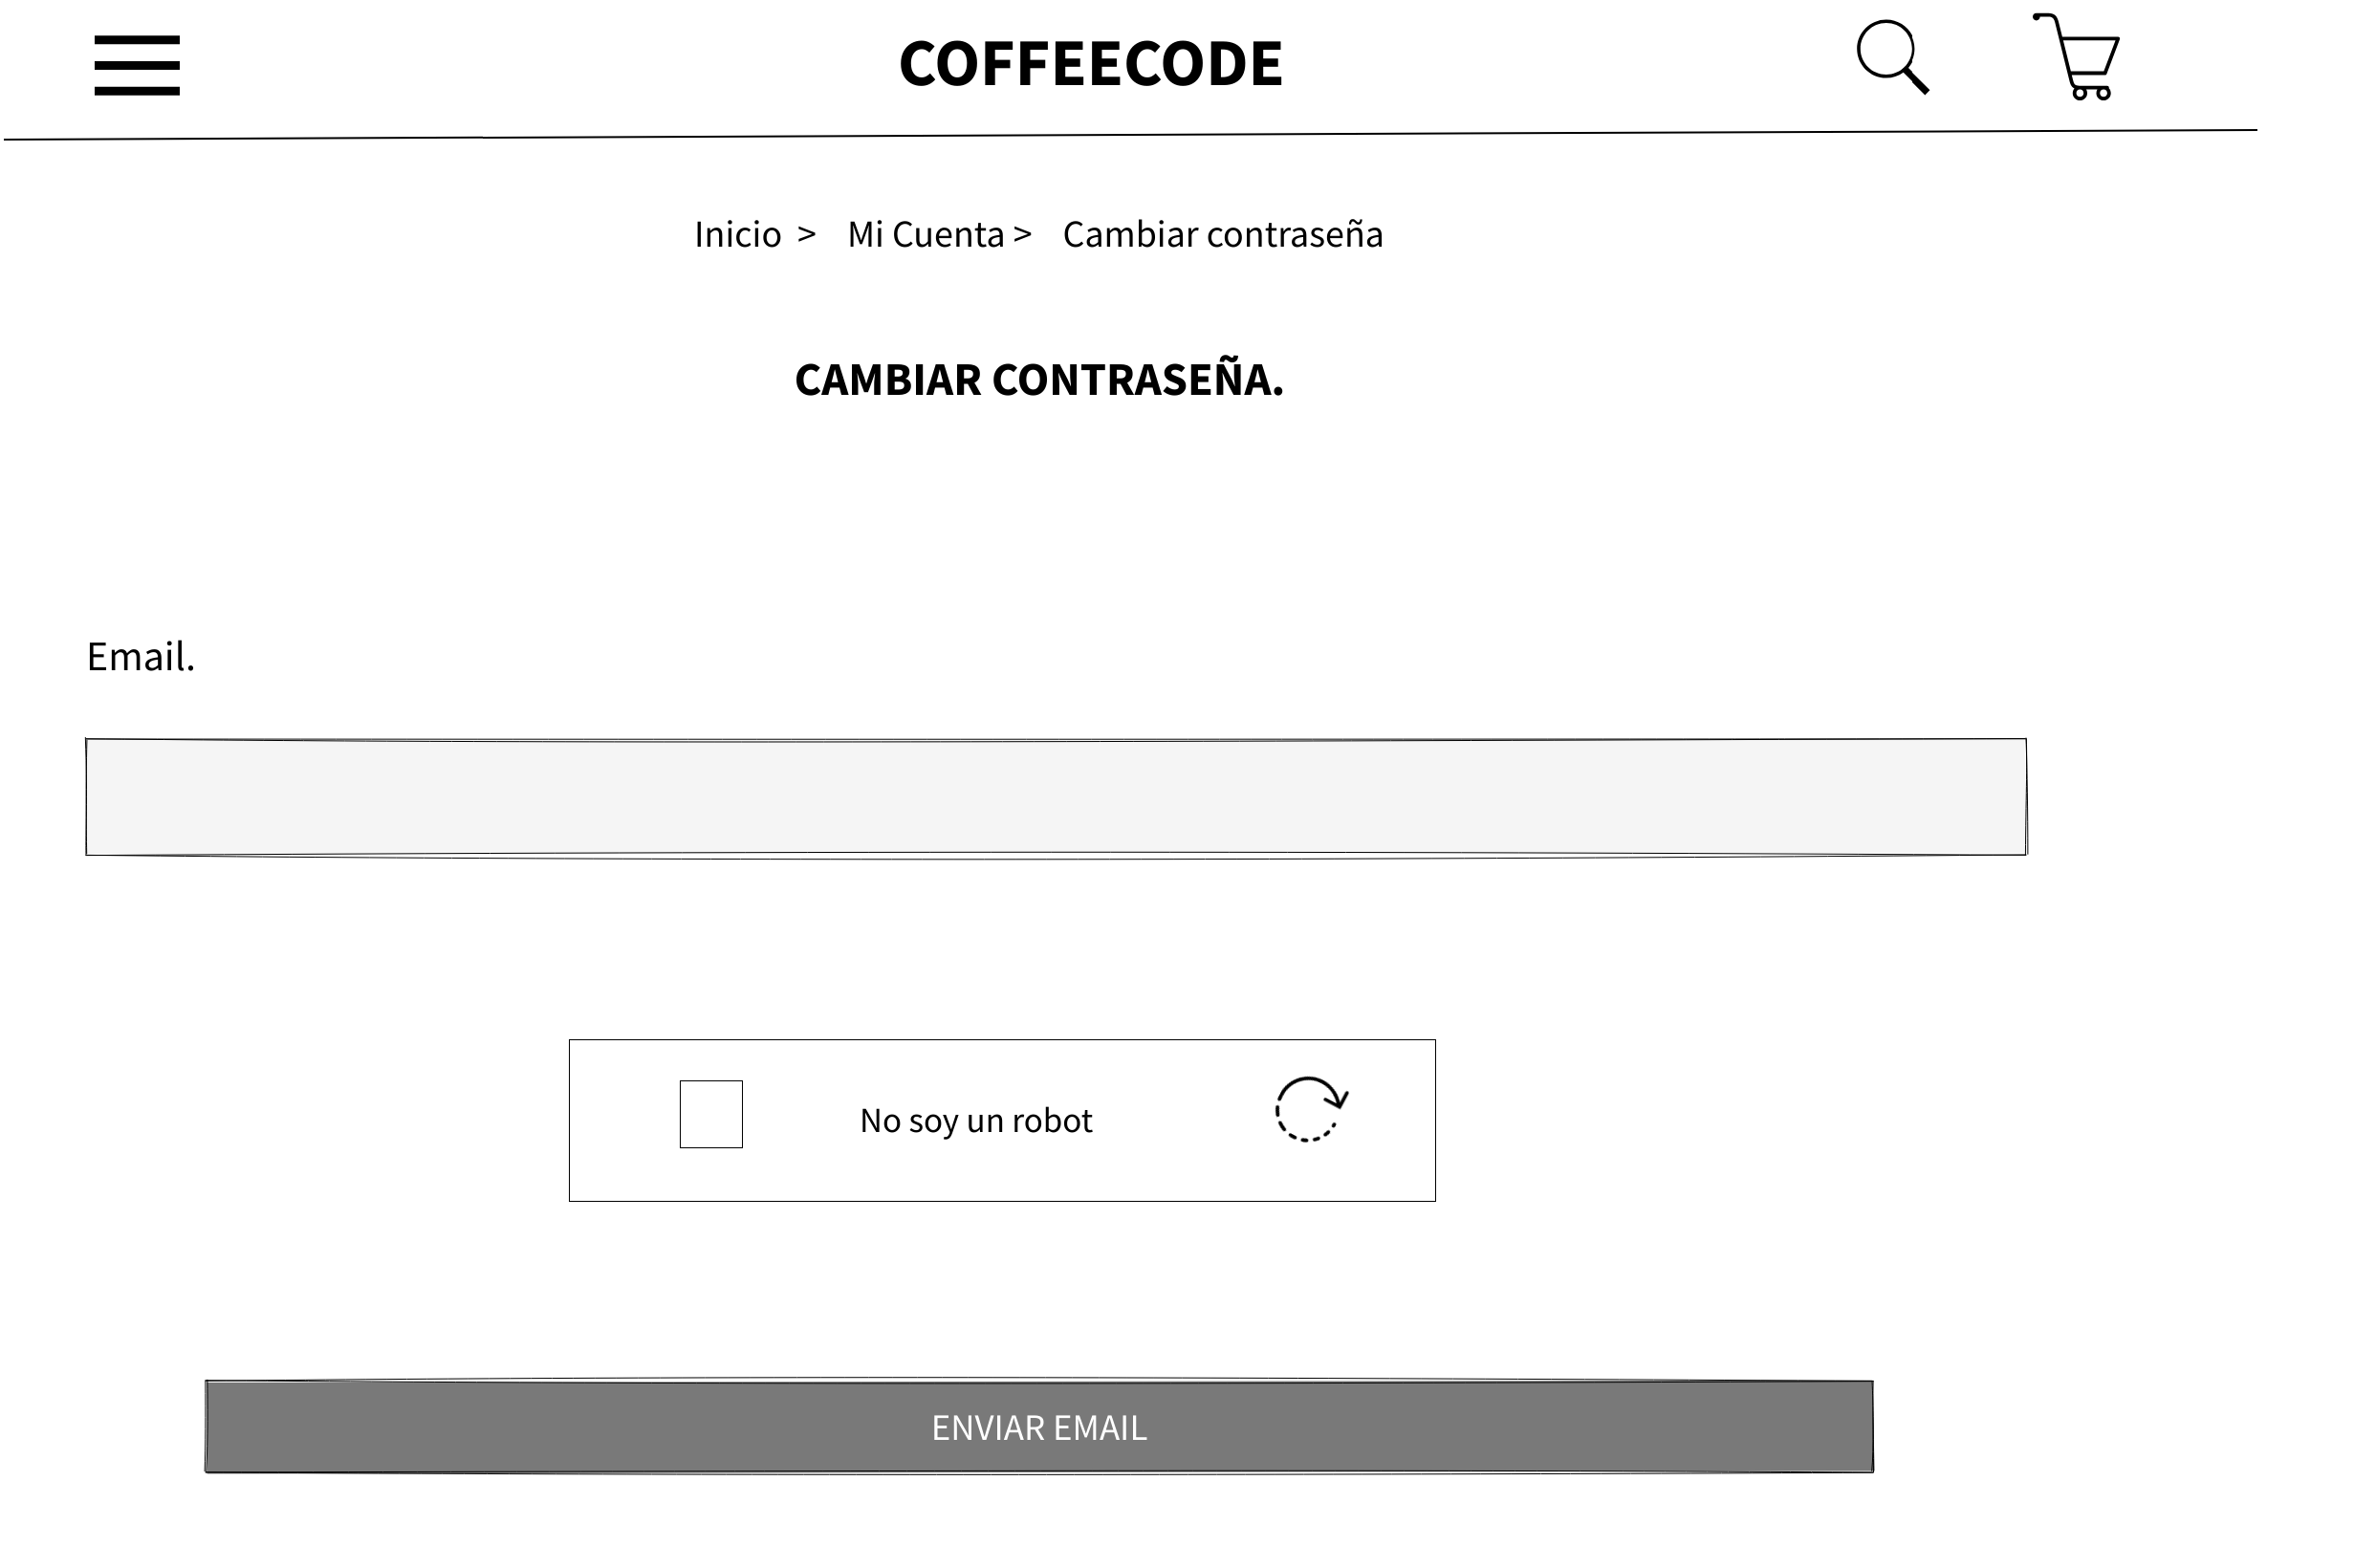 COFFEECODE
Inicio > Mi Cuenta > Cambiar contraseña
CAMBIAR CONTRASEÑA.
Email.
No soy un robot
ENVIAR EMAIL